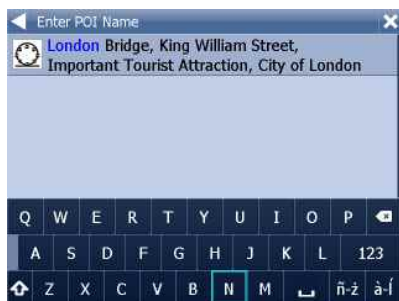 Enter POI Name
London Bridge, King William Street,
Important Tourist Attraction, City of London
Q W E R T Y U I O P
A S D F G H J K L 123
Z X C V B N M ñ-ż à-Í